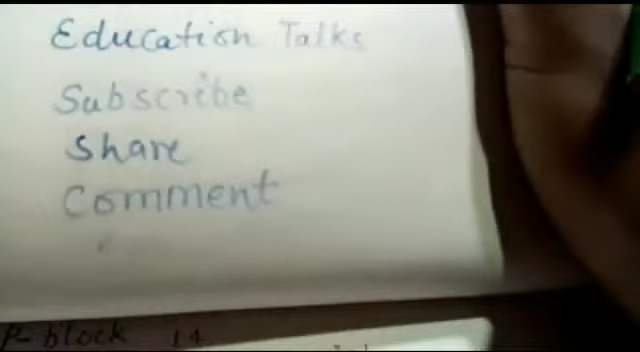 Education Talks
Subscribe
Share
Comment
P-block